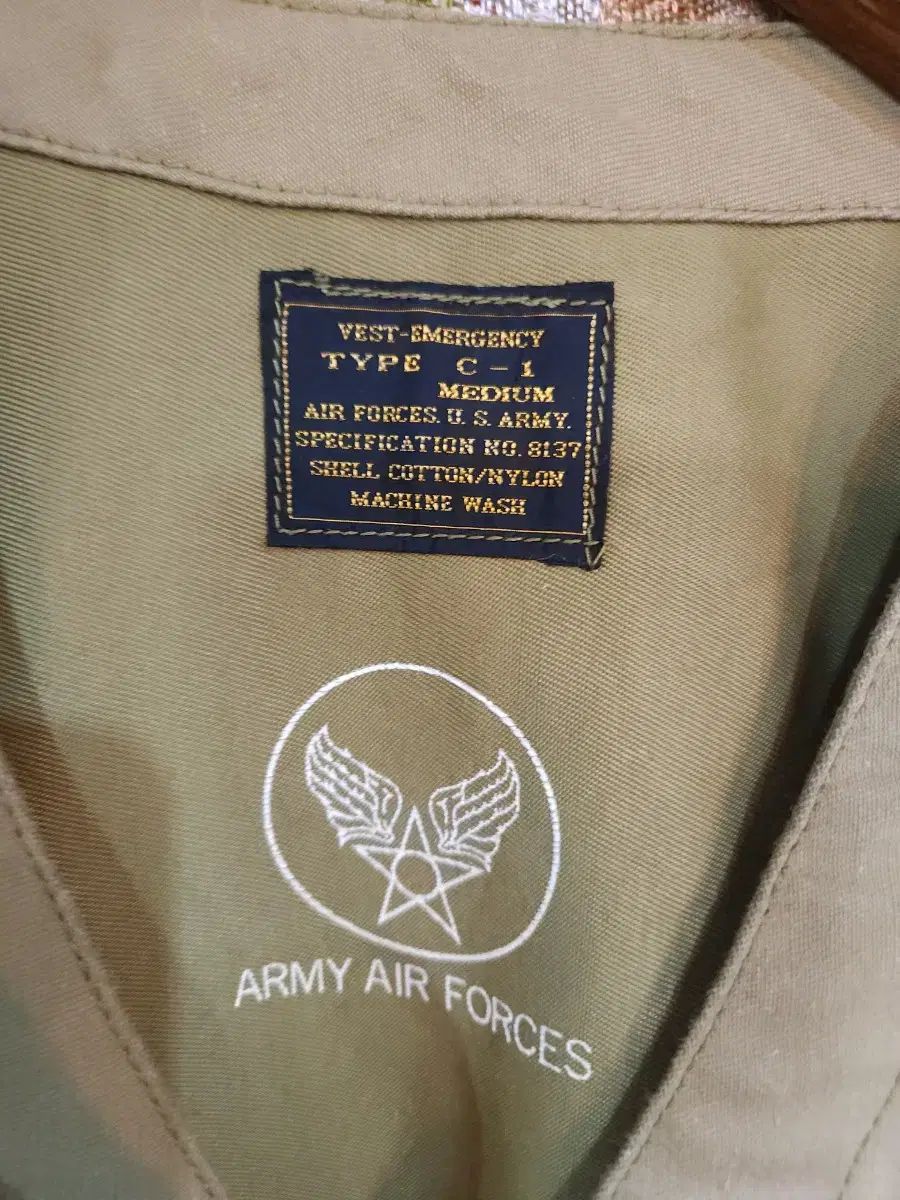 VEST-EMERGENCY
TYPE C-1
MEDIUM
AIR FORCES. U. S. ARMY.
SPECIFICATION NO. 8137
SHELL COTTON/NYLON
MACHINE WASH
ARMY AIR FORCES